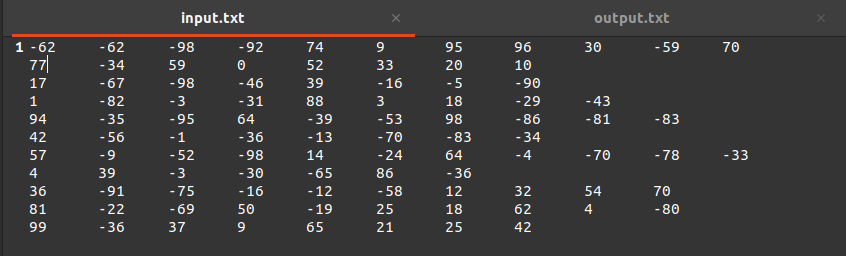 input.txt × output.txt ×
1 -62 -62 -98 -92 74 9 95 96 30 -59 70
77 -34 59 0 52 33 20 10
17 -67 -98 -46 39 -16 -5 -90
1 -82 -3 -31 88 3 18 -29 -43
94 -35 -95 64 -39 -53 98 -86 -81 -83
42 -56 -1 -36 -13 -70 -83 -34
57 -9 -52 -98 14 -24 64 -4 -70 -78 -33
4 39 -3 -30 -65 86 -36
36 -91 -75 -16 -12 -58 12 32 54 70
81 -22 -69 50 -19 25 18 62 4 -80
99 -36 37 9 65 21 25 42